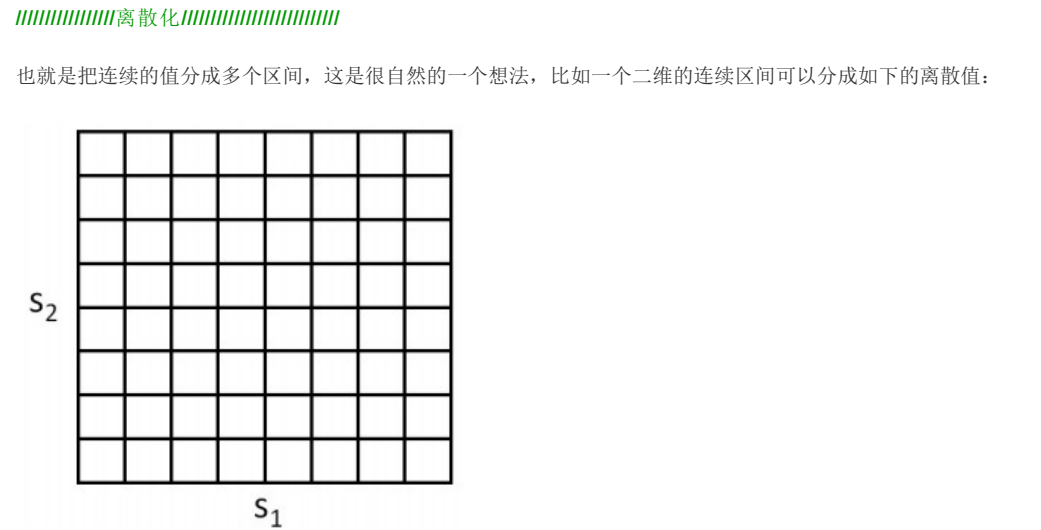 /////////////////离散化///////////////////////////
也就是把连续的值分成多个区间，这是很自然的一个想法，比如一个二维的连续区间可以分成如下的离散值：
S₂
S₁